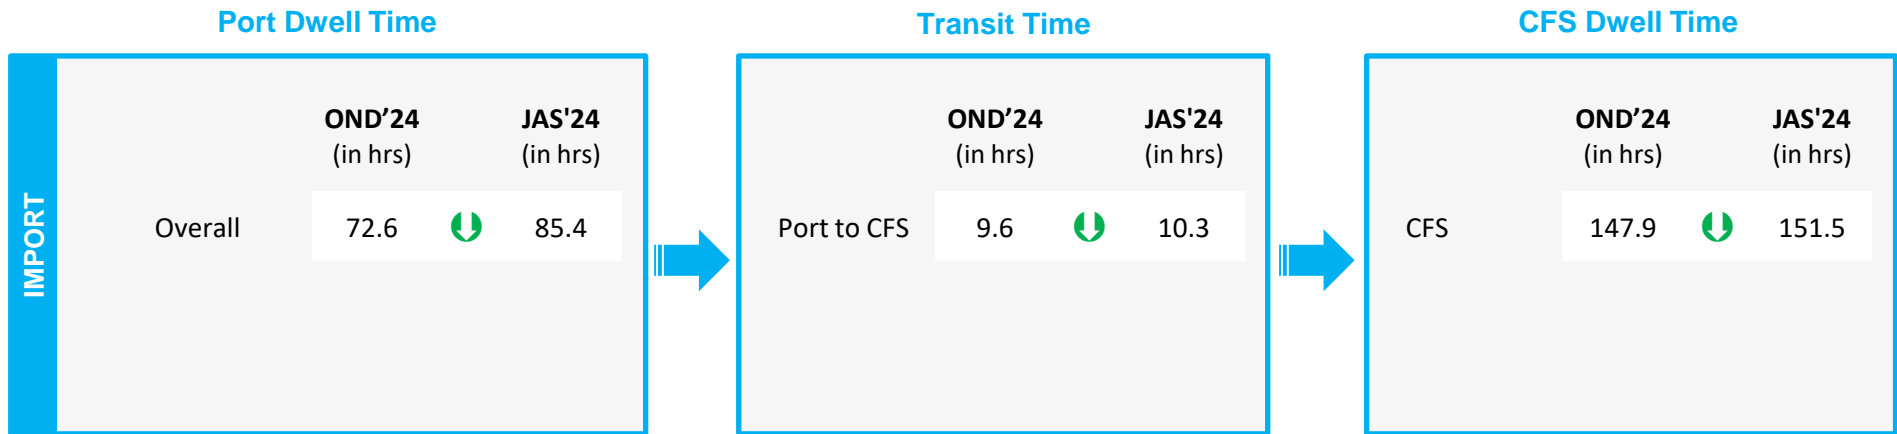 Port Dwell Time
Transit Time
CFS Dwell Time
IMPORT
OND’24 JAS'24
(in hrs) (in hrs)
Overall 72.6 85.4
OND’24 JAS'24
(in hrs) (in hrs)
Port to CFS 9.6 10.3
OND’24 JAS'24
(in hrs) (in hrs)
CFS 147.9 151.5